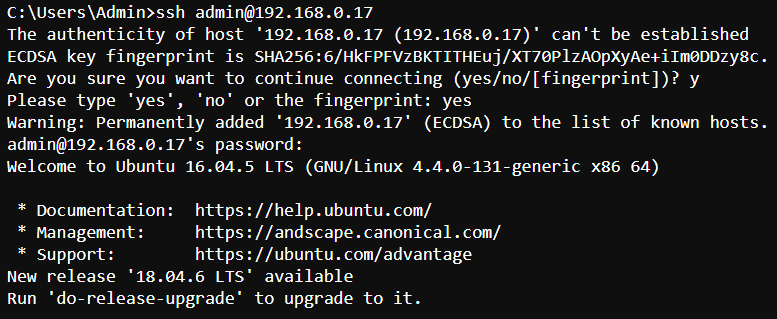 C:\Users\Admin>ssh admin@192.168.0.17
The authenticity of host '192.168.0.17 (192.168.0.17)' can't be established
ECDSA key fingerprint is SHA256:6/HkFPFVzBKTITHEuj/XT70PlzAOpXyAe+iIm0DDzy8c.
Are you sure you want to continue connecting (yes/no/[fingerprint])? y
Please type 'yes', 'no' or the fingerprint: yes
Warning: Permanently added '192.168.0.17' (ECDSA) to the list of known hosts.
admin@192.168.0.17's password:
Welcome to Ubuntu 16.04.5 LTS (GNU/Linux 4.4.0-131-generic x86 64)
* Documentation: https://help.ubuntu.com/
* Management: https://andscape.canonical.com/
* Support: https://ubuntu.com/advantage
New release '18.04.6 LTS' available
Run 'do-release-upgrade' to upgrade to it.